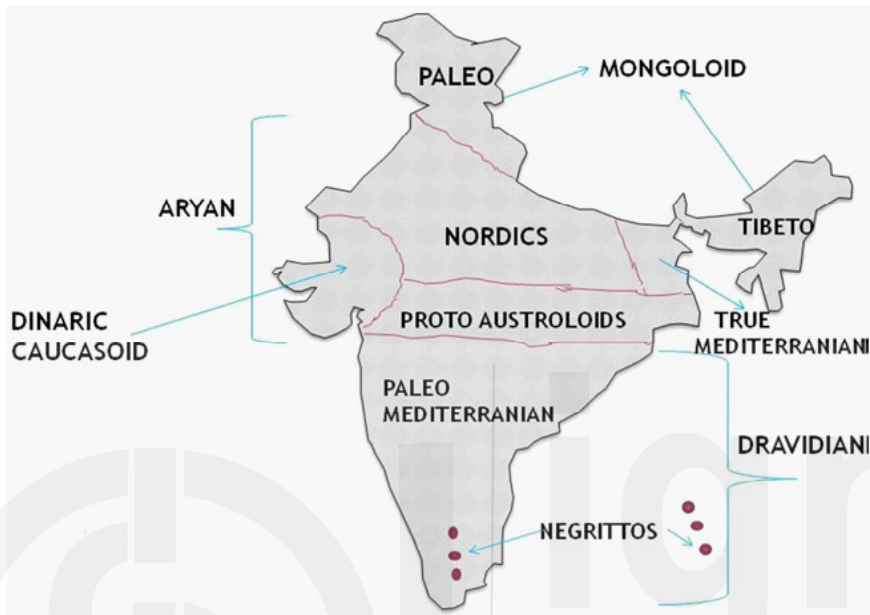 PALEO
MONGOLOID
ARYAN
TIBETO
NORDICS
DINARIC
CAUCASOID
PROTO AUSTROLOIDS
TRUE
MEDITERRANIANI
PALEO
MEDITERRANIAN
DRAVIDIANI
NEGRITTOS